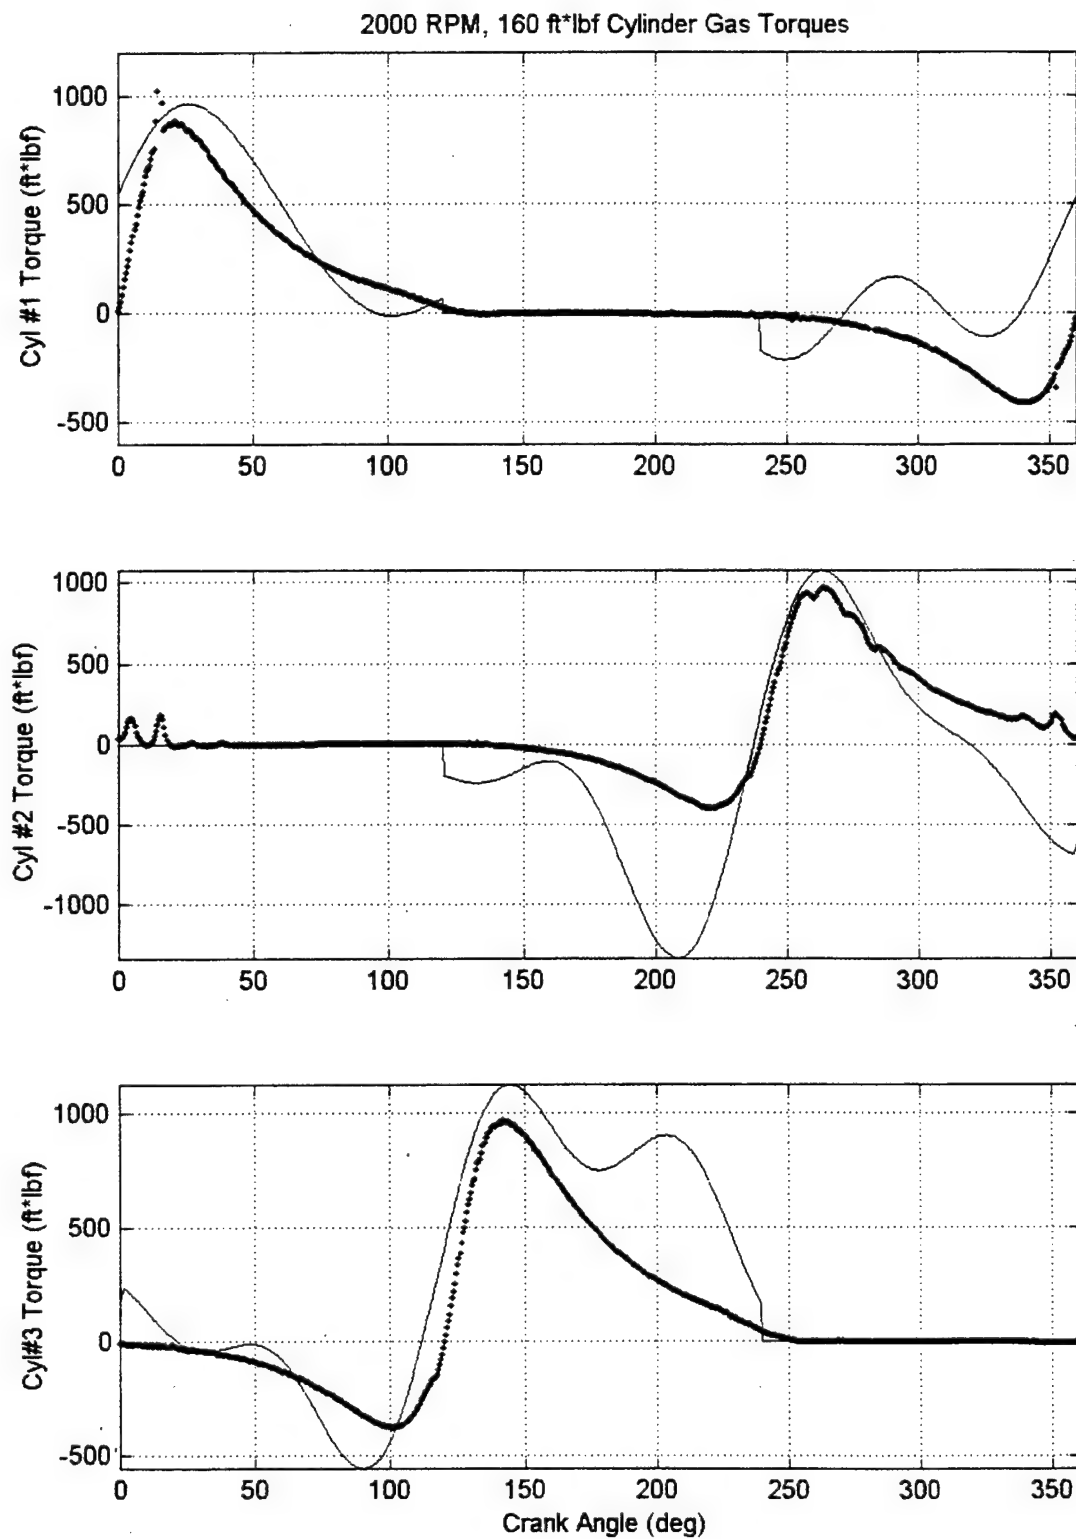 2000 RPM, 160 ft*lbf Cylinder Gas Torques
Cyl #1 Torque (ft*lbf)
1000
500
0
-500
0 50 100 150 200 250 300 350
Cyl #2 Torque (ft*lbf)
1000
500
0
-500
-1000
0 50 100 150 200 250 300 350
Cyl#3 Torque (ft*lbf)
1000
500
0
-500
0 50 100 150 200 250 300 350
Crank Angle (deg)